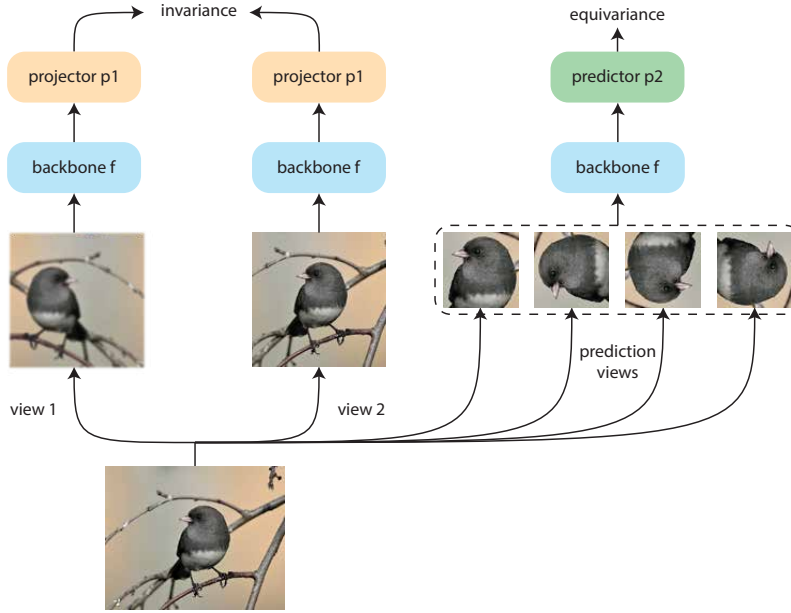 invariance
equivariance
projector p1
projector p1
predictor p2
backbone f
backbone f
backbone f
prediction
views
view 1
view 2